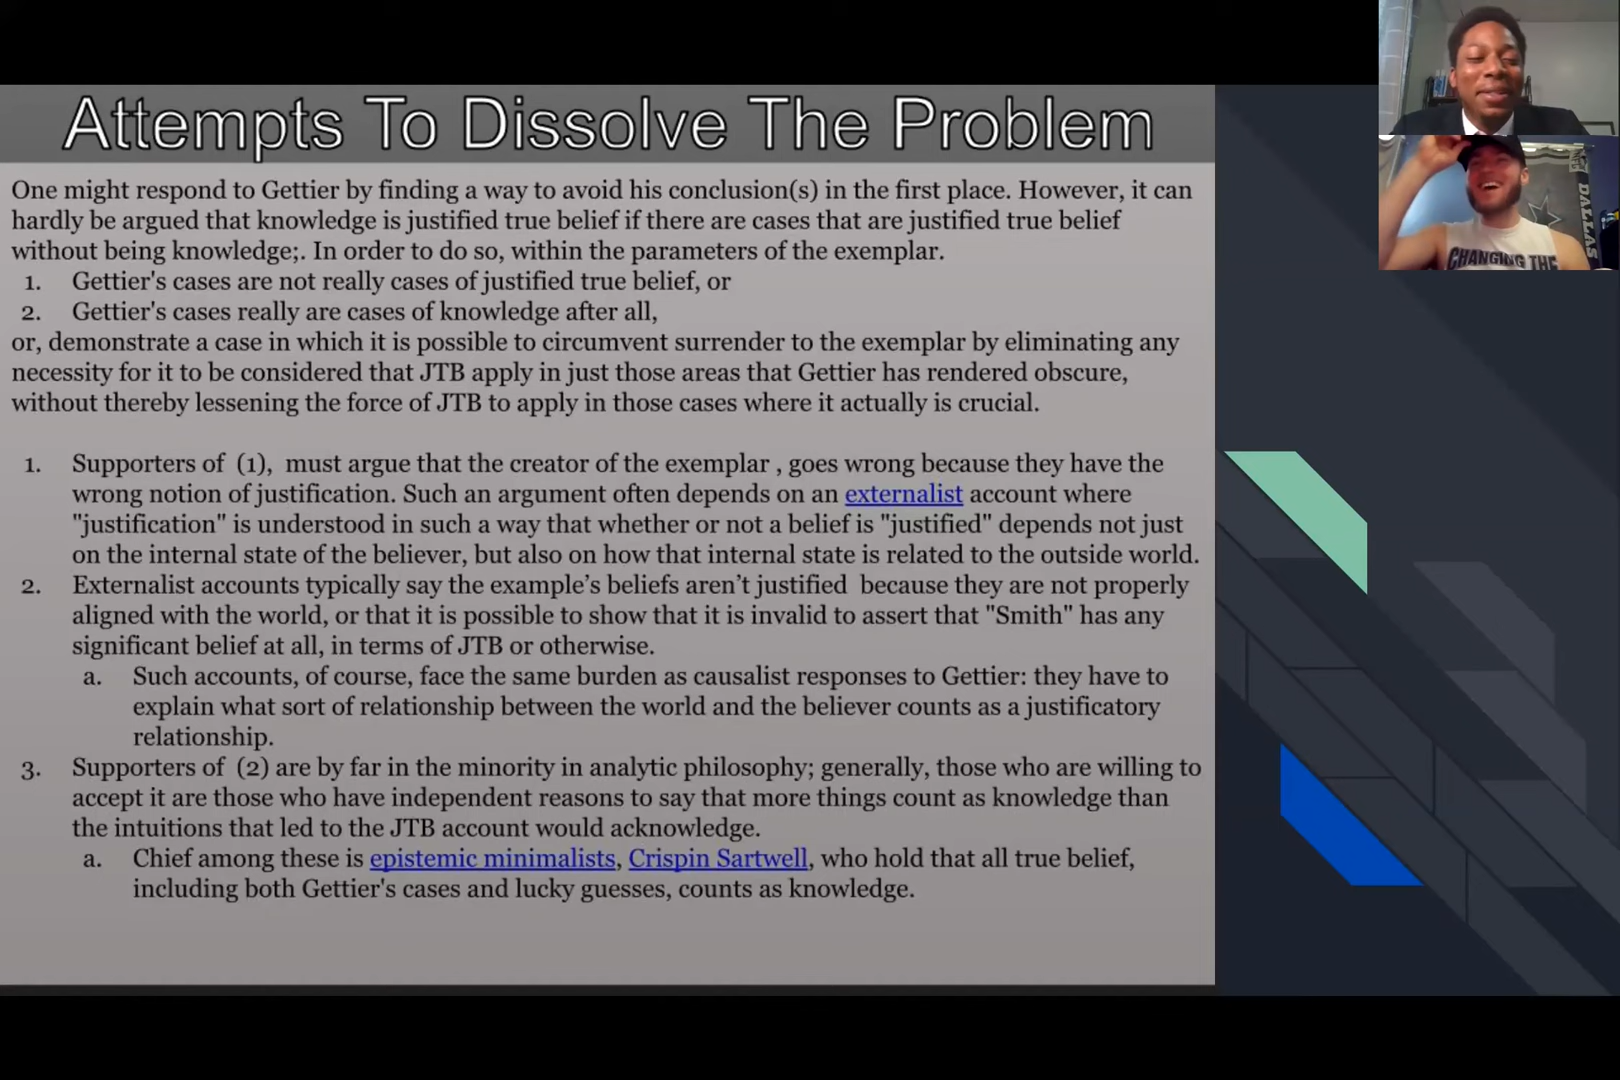 Attempts To Dissolve The Problem
One might respond to Gettier by finding a way to avoid his conclusion(s) in the first place. However, it can
hardly be argued that knowledge is justified true belief if there are cases that are justified true belief
without being knowledge;. In order to do so, within the parameters of the exemplar.
1. Gettier's cases are not really cases of justified true belief, or
2. Gettier's cases really are cases of knowledge after all,
or, demonstrate a case in which it is possible to circumvent surrender to the exemplar by eliminating any
necessity for it to be considered that JTB apply in just those areas that Gettier has rendered obscure,
without thereby lessening the force of JTB to apply in those cases where it actually is crucial.
1. Supporters of (1), must argue that the creator of the exemplar , goes wrong because they have the
wrong notion of justification. Such an argument often depends on an externalist account where
"justification" is understood in such a way that whether or not a belief is "justified" depends not just
on the internal state of the believer, but also on how that internal state is related to the outside world.
2. Externalist accounts typically say the example’s beliefs aren’t justified because they are not properly
aligned with the world, or that it is possible to show that it is invalid to assert that "Smith" has any
significant belief at all, in terms of JTB or otherwise.
a. Such accounts, of course, face the same burden as causalist responses to Gettier: they have to
explain what sort of relationship between the world and the believer counts as a justificatory
relationship.
3. Supporters of (2) are by far in the minority in analytic philosophy; generally, those who are willing to
accept it are those who have independent reasons to say that more things count as knowledge than
the intuitions that led to the JTB account would acknowledge.
a. Chief among these is epistemic minimalists, Crispin Sartwell, who hold that all true belief,
including both Gettier's cases and lucky guesses, counts as knowledge.
DALLAS
CHANGING THE